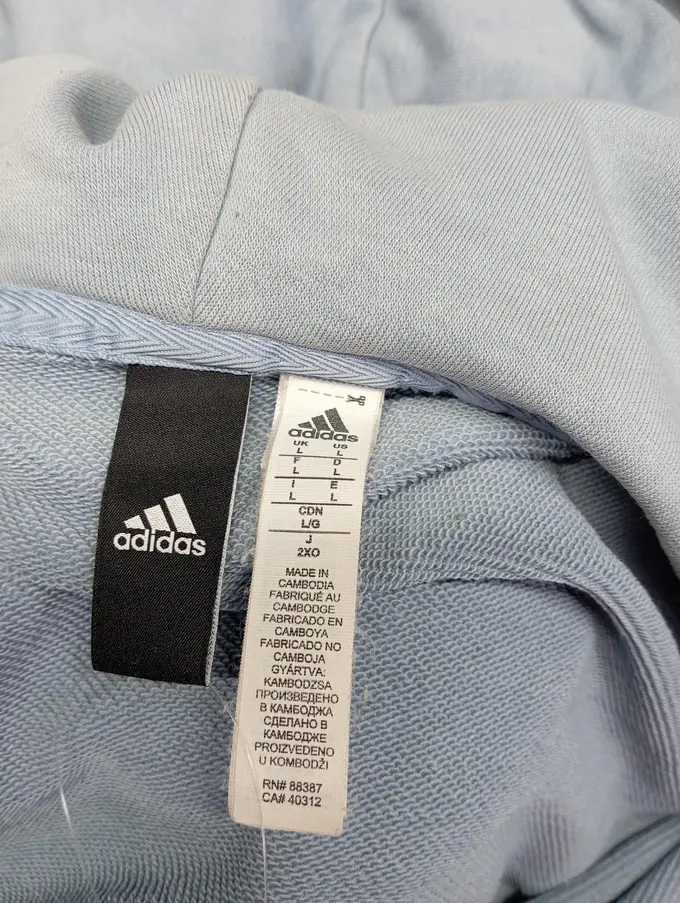 adidas
adidas
UK US
L L
F D
L L
I E
L L
CDN
L/G
J
2XO
MADE IN
CAMBODIA
FABRIQUÉ AU
CAMBODGE
FABRICADO EN
CAMBOYA
FABRICADO NO
CAMBOJA
GYÁRTVA:
KAMBODZSA
ПРОИЗВЕДЕНО
В КАМБОДЖА
СДЕЛАНО В
КАМБОДЖЕ
PROIZVEDENO
U KOMBODŽI
RN# 88387
CA# 40312